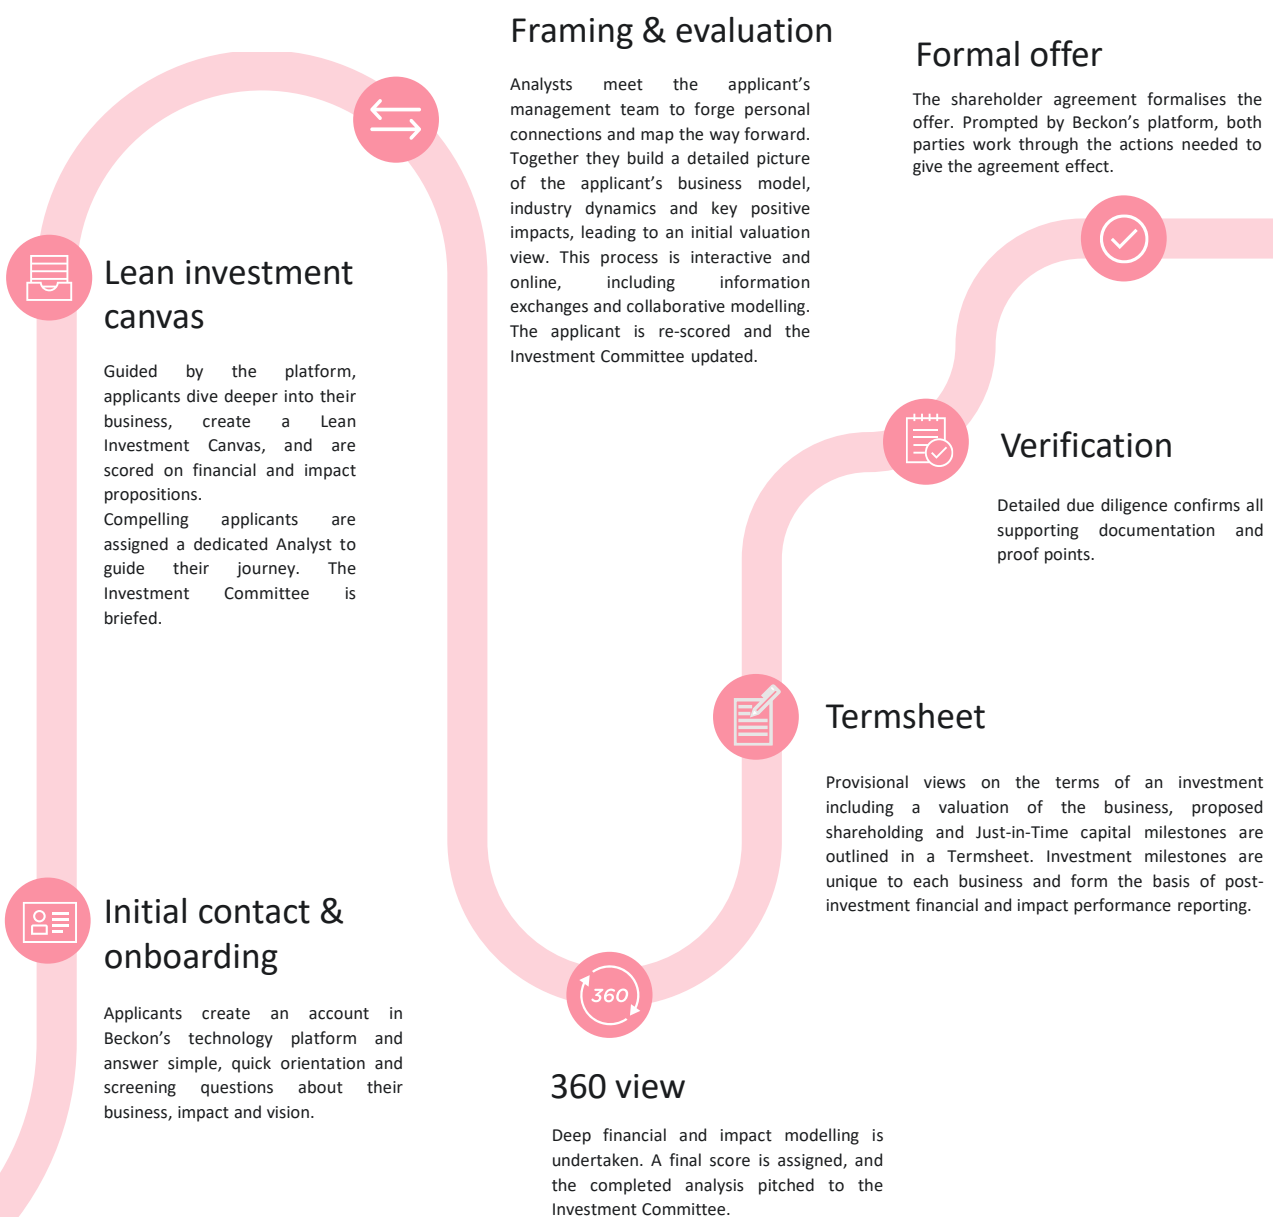 Initial contact &
onboarding
Applicants create an account in
Beckon’s technology platform and
answer simple, quick orientation and
screening questions about their
business, impact and vision.
Lean investment
canvas
Guided by the platform,
applicants dive deeper into their
business, create a Lean
Investment Canvas, and are
scored on financial and impact
propositions.
Compelling applicants are
assigned a dedicated Analyst to
guide their journey. The
Investment Committee is
briefed.
Framing & evaluation
Analysts meet the applicant’s
management team to forge personal
connections and map the way forward.
Together they build a detailed picture
of the applicant’s business model,
industry dynamics and key positive
impacts, leading to an initial valuation
view. This process is interactive and
online, including information
exchanges and collaborative modelling.
The applicant is re-scored and the
Investment Committee updated.
360
360 view
Deep financial and impact modelling is
undertaken. A final score is assigned, and
the completed analysis pitched to the
Investment Committee.
Termsheet
Provisional views on the terms of an investment
including a valuation of the business, proposed
shareholding and Just-in-Time capital milestones are
outlined in a Termsheet. Investment milestones are
unique to each business and form the basis of post-
investment financial and impact performance reporting.
Verification
Detailed due diligence confirms all
supporting documentation and
proof points.
Formal offer
The shareholder agreement formalises the
offer. Prompted by Beckon’s platform, both
parties work through the actions needed to
give the agreement effect.